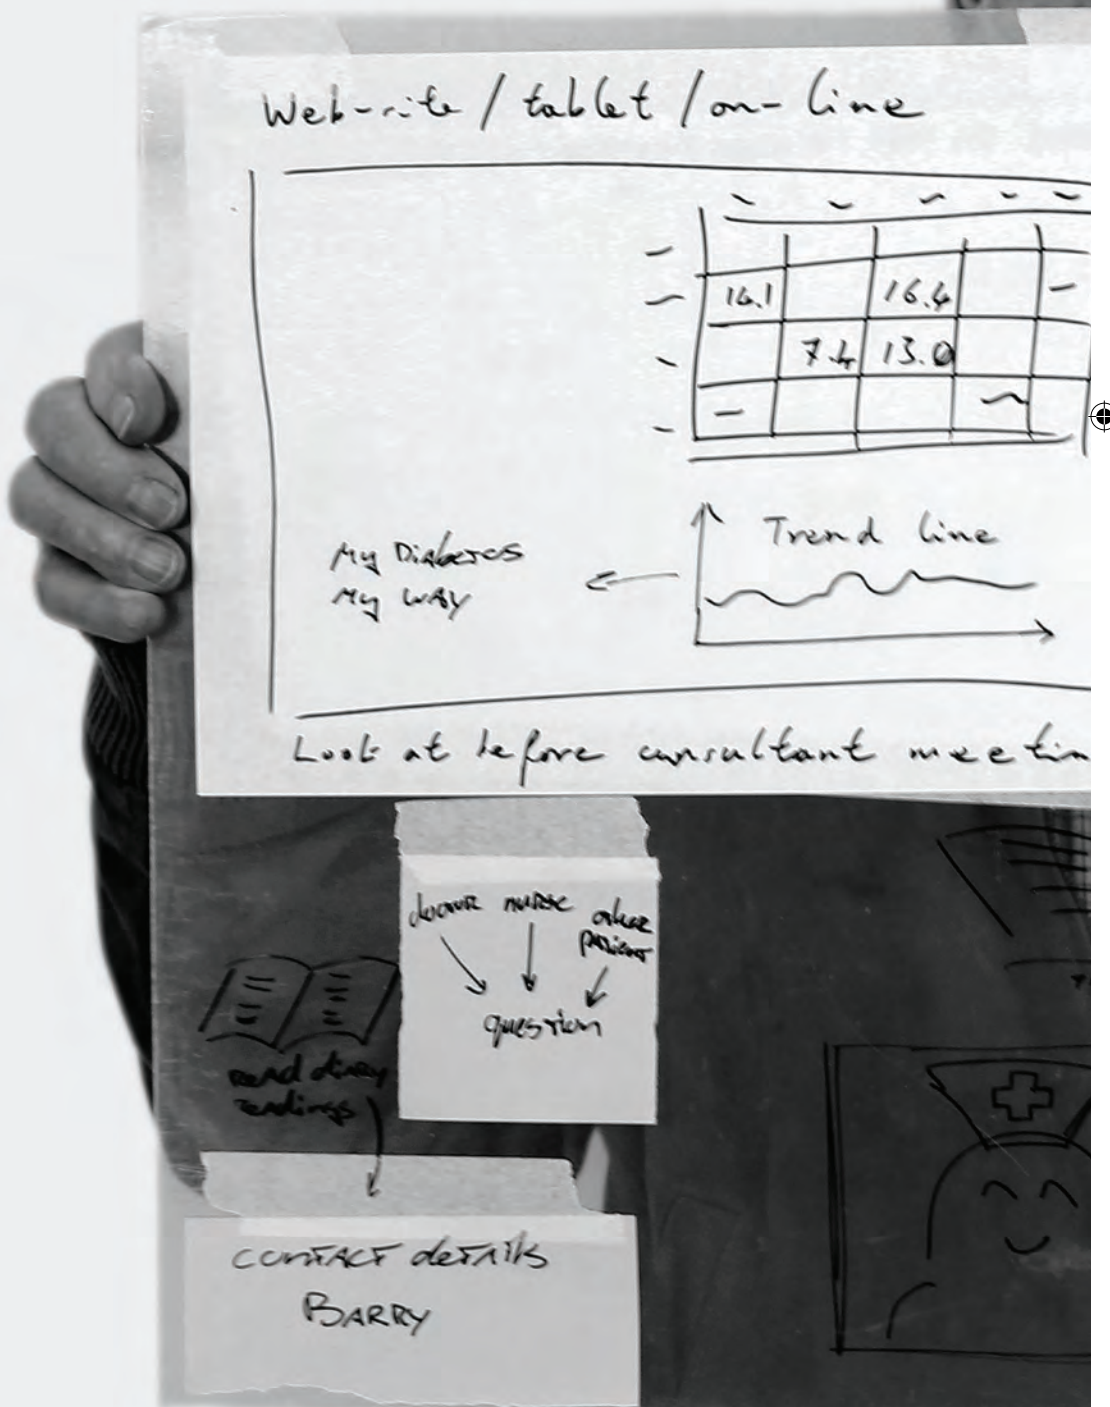 Web-site / tablet / on-line
14.1 16.4
7.4 13.0
Trend line
My Diabetes
My WAY
Look at before consultant meetin
doctor nurse other
patient
question
read diary
readings
contact details
BARRY